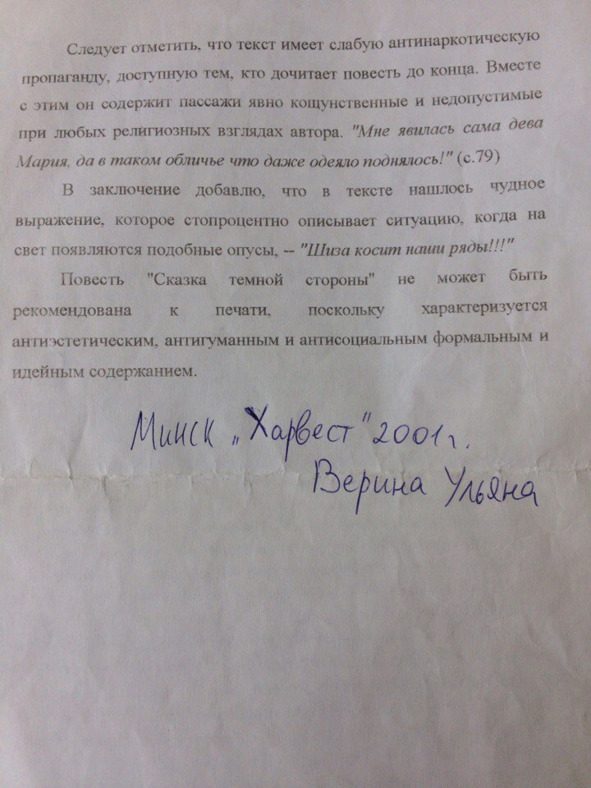 Следует отметить, что текст имеет слабую антинаркотическую
пропаганду, доступную тем, кто дочитает повесть до конца. Вместе
с этим он содержит пассажи явно кощунственные и недопустимые
при любых религиозных взглядах автора. "Мне явилась сама дева
Мария, да в таком обличье что даже одеяло поднялось!" (с.79)
В заключение добавлю, что в тексте нашлось чудное
выражение, которое стопроцентно описывает ситуацию, когда на
свет появляются подобные опусы, -- "Шиза косит наши ряды!!!"
Повесть "Сказка темной стороны" не может быть
рекомендована к печати, поскольку характеризуется
антиэстетическим, антигуманным и антисоциальным формальным и
идейным содержанием.
Минск „Харвест" 2001 г.
Верина Ульяна